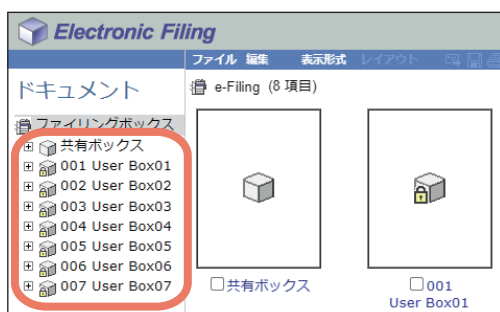 Electronic Filing
ファイル 編集 表示形式 レイアウト
ドキュメント
e-Filing (8 項目)
ファイリングボックス
共有ボックス
001 User Box01
002 User Box02
003 User Box03
004 User Box04
005 User Box05
006 User Box06
007 User Box07
共有ボックス
001
User Box01